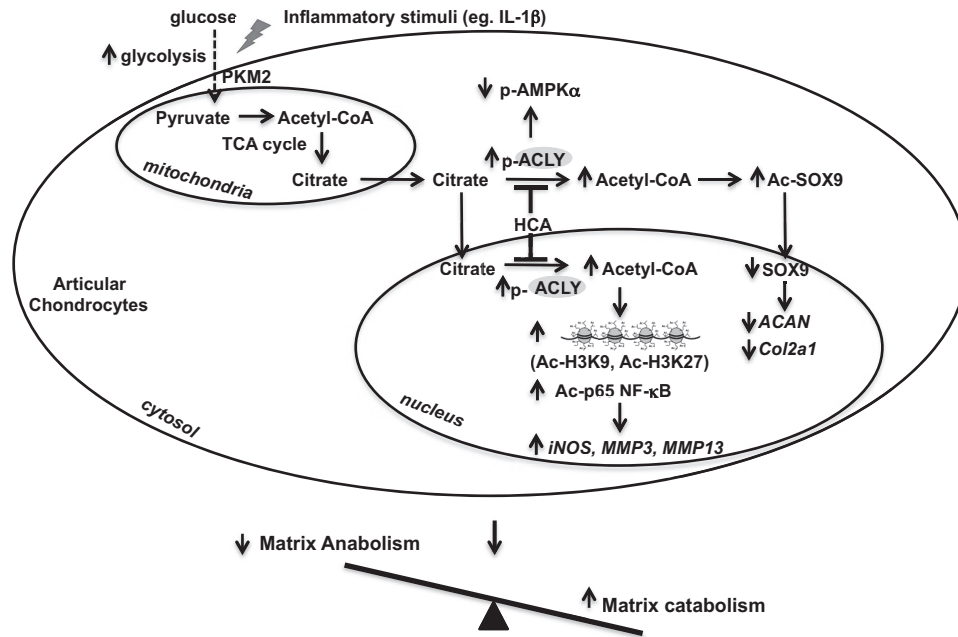 glucose
Inflammatory stimuli (eg. IL-1β)
glycolysis
PKM2
Pyruvate
Acetyl-CoA
TCA cycle
Citrate
mitochondria
p-AMPKα
p-ACLY
Citrate
Acetyl-CoA
Ac-SOX9
HCA
Citrate
p- ACLY
Acetyl-CoA
SOX9
ACAN
Col2a1
(Ac-H3K9, Ac-H3K27)
Ac-p65 NF-κB
iNOS, MMP3, MMP13
nucleus
Articular
Chondrocytes
cytosol
Matrix Anabolism
Matrix catabolism